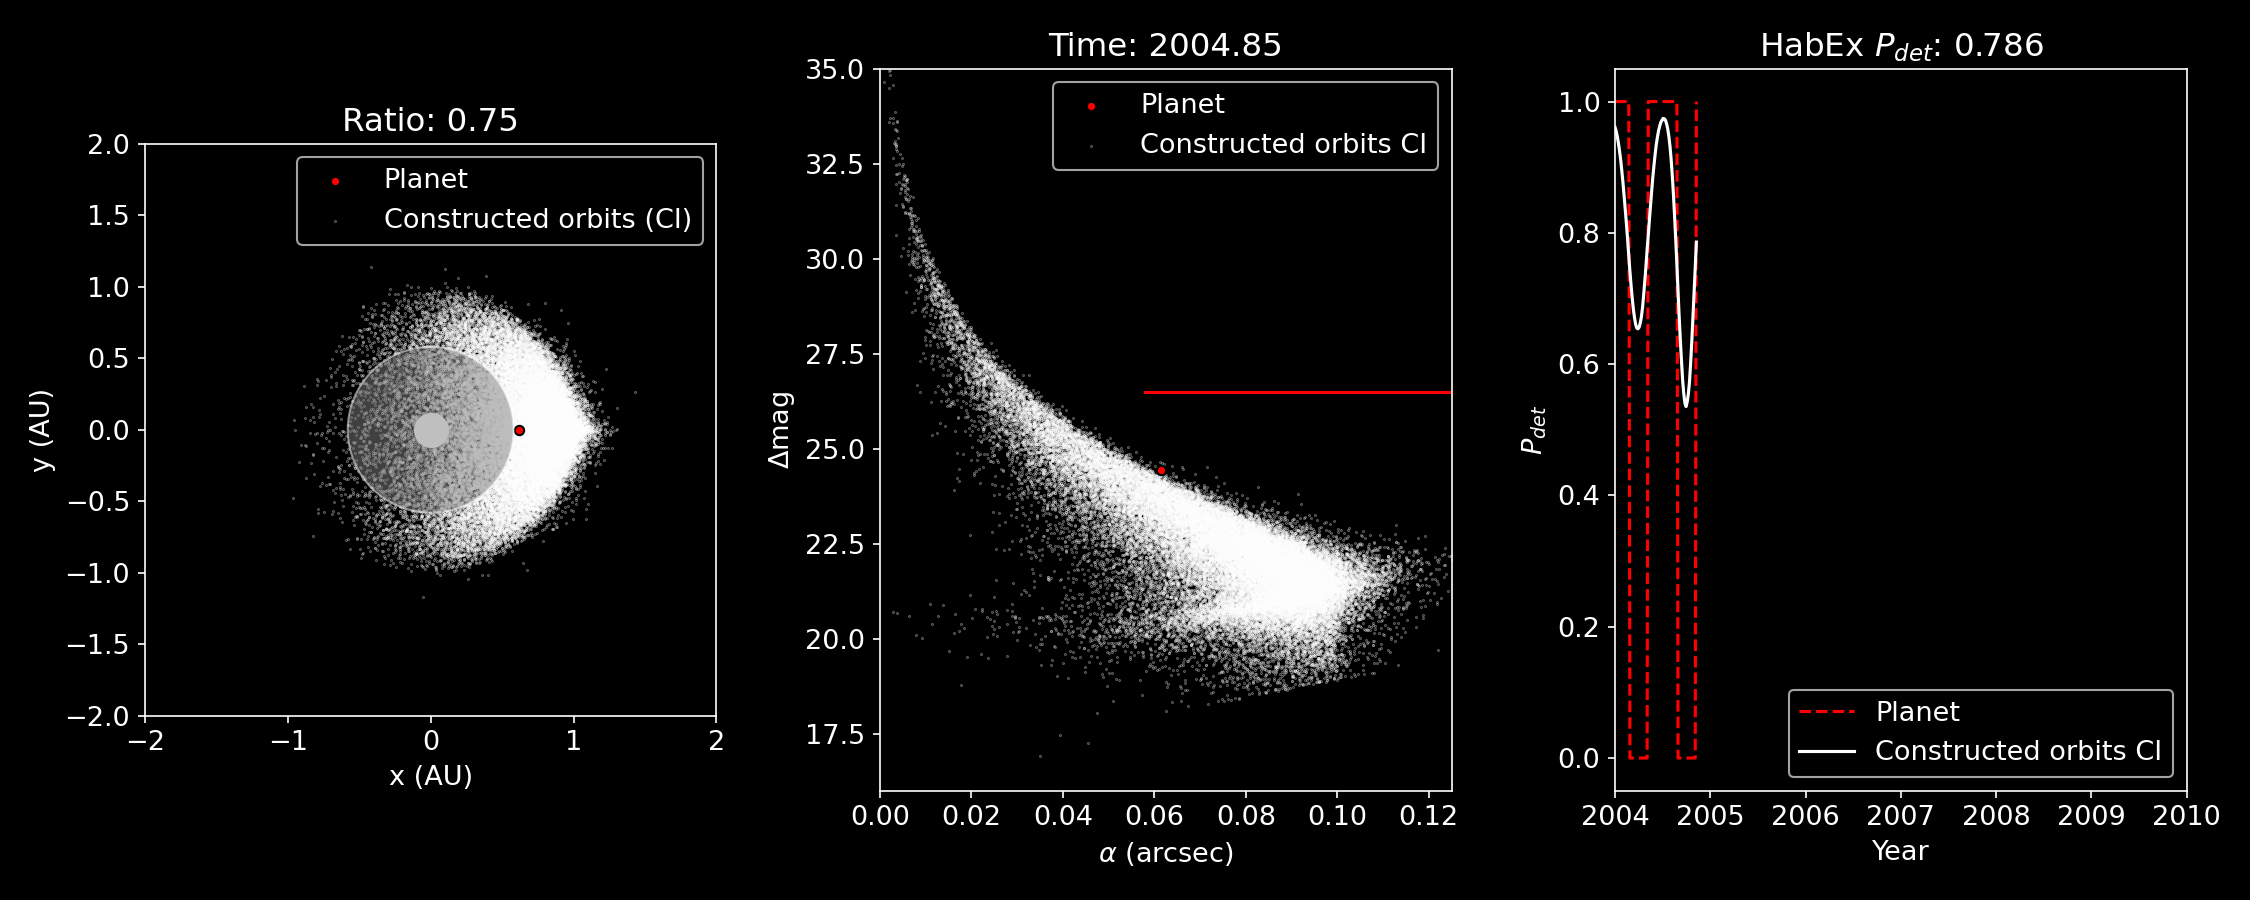 Ratio: 0.75
2.0
1.5
1.0
0.5
0.0
−0.5
−1.0
−1.5
−2.0
y (AU)
Planet
Constructed orbits (CI)
−2 −1 0 1 2
x (AU)
Time: 2004.85
35.0
32.5
30.0
27.5
25.0
22.5
20.0
17.5
Δmag
Planet
Constructed orbits CI
0.00 0.02 0.04 0.06 0.08 0.10 0.12
α (arcsec)
HabEx P_det: 0.786
1.0
0.8
0.6
0.4
0.2
0.0
P_det
Planet
Constructed orbits CI
2004 2005 2006 2007 2008 2009 2010
Year